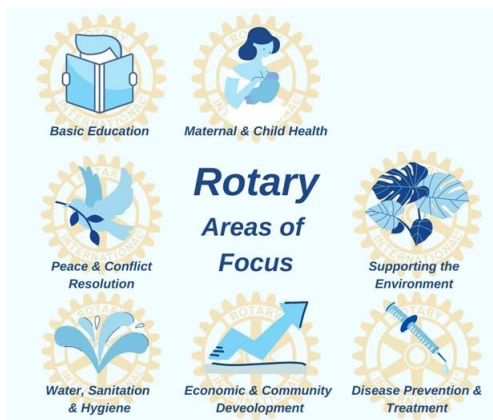 Basic Education
Maternal & Child Health
Rotary
Areas of
Focus
Peace & Conflict
Resolution
Supporting the
Environment
Water, Sanitation
& Hygiene
Economic & Community
Deveolopment
Disease Prevention &
Treatment